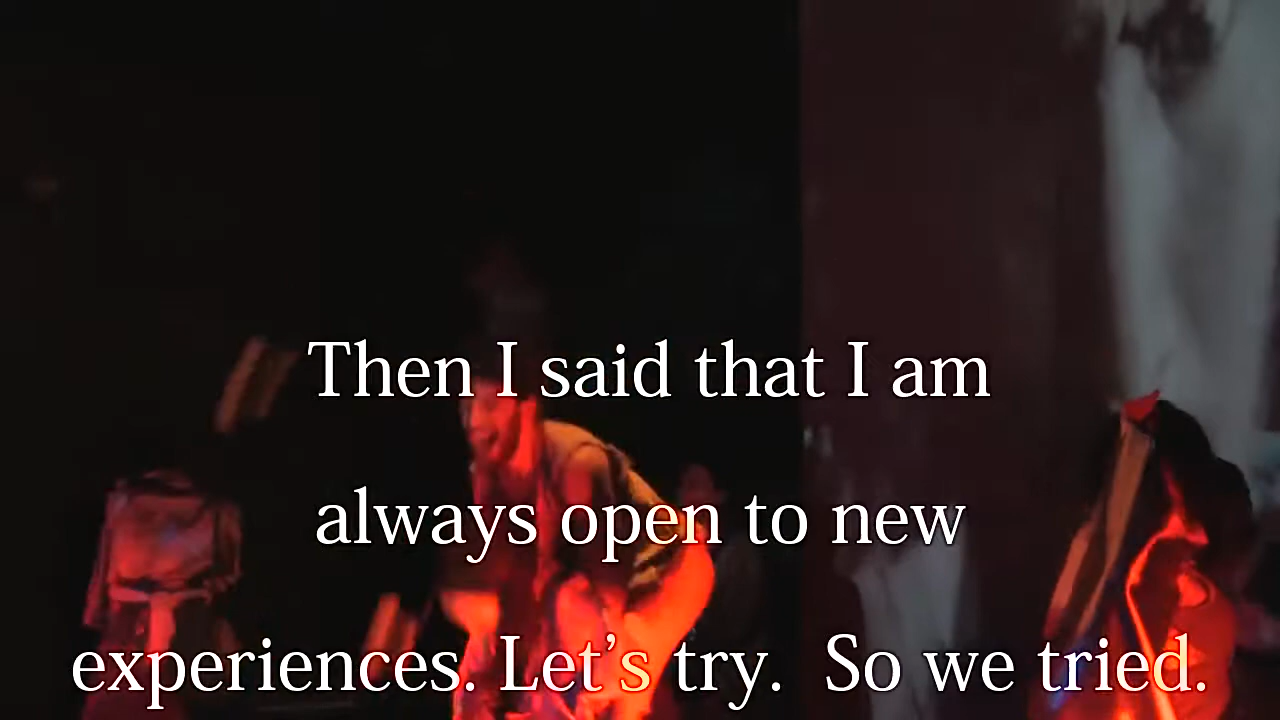 Then I said that I am
always open to new
experiences. Let’s try.  So we tried.